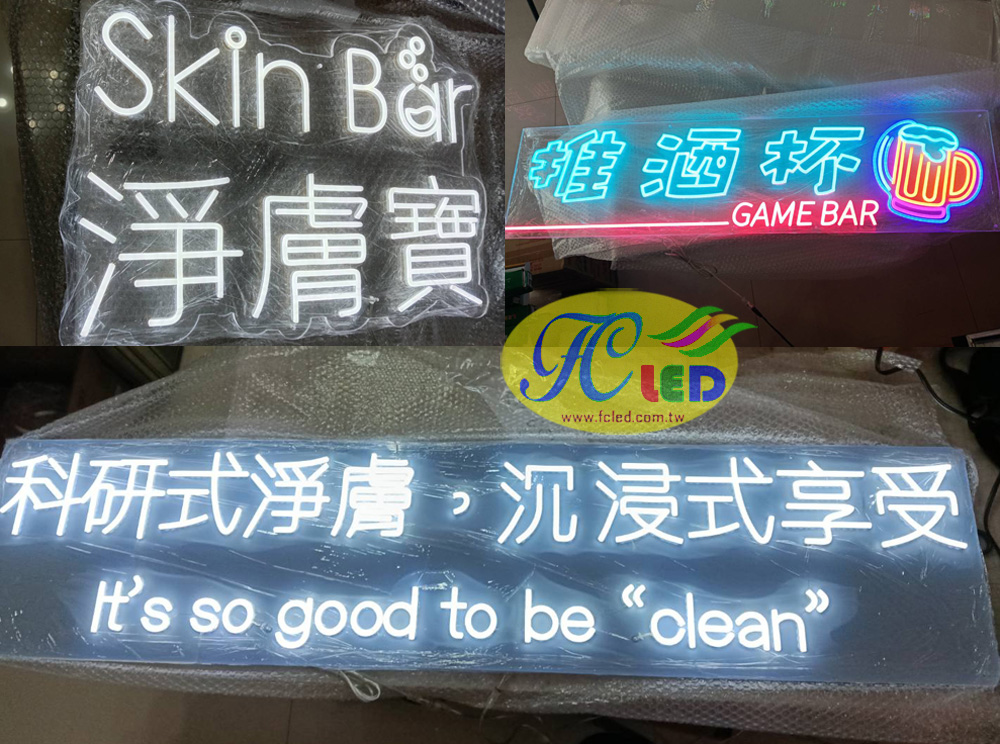 Skin Bar
淨膚寶
推酒杯
GAME BAR
FC LED
www.fcled.com.tw
科研式淨膚，沉浸式享受
It's so good to be “clean”